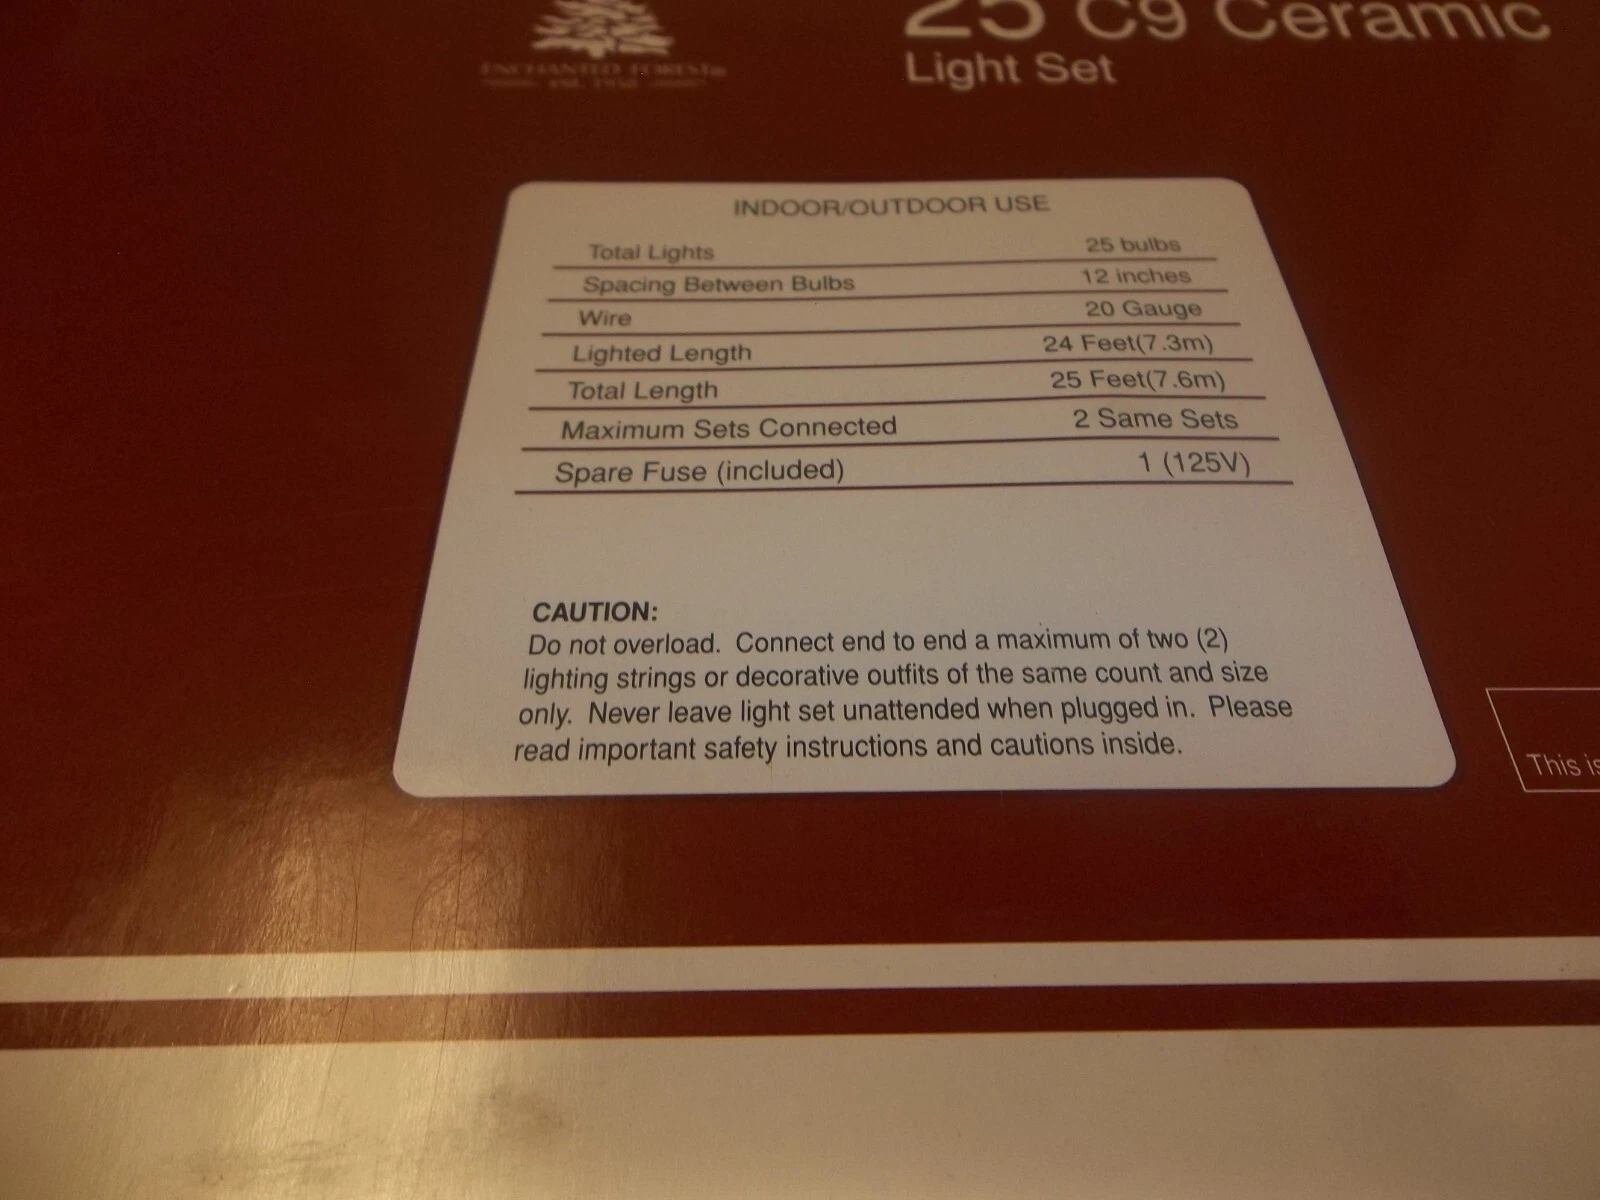 25 C9 Ceramic
Light Set
ENCHANTED FOREST
INDOOR/OUTDOOR USE
Total Lights 25 bulbs
Spacing Between Bulbs 12 inches
Wire 20 Gauge
Lighted Length 24 Feet(7.3m)
Total Length 25 Feet(7.6m)
Maximum Sets Connected 2 Same Sets
Spare Fuse (included) 1 (125V)
CAUTION:
Do not overload. Connect end to end a maximum of two (2)
lighting strings or decorative outfits of the same count and size
only. Never leave light set unattended when plugged in. Please
read important safety instructions and cautions inside.
This is